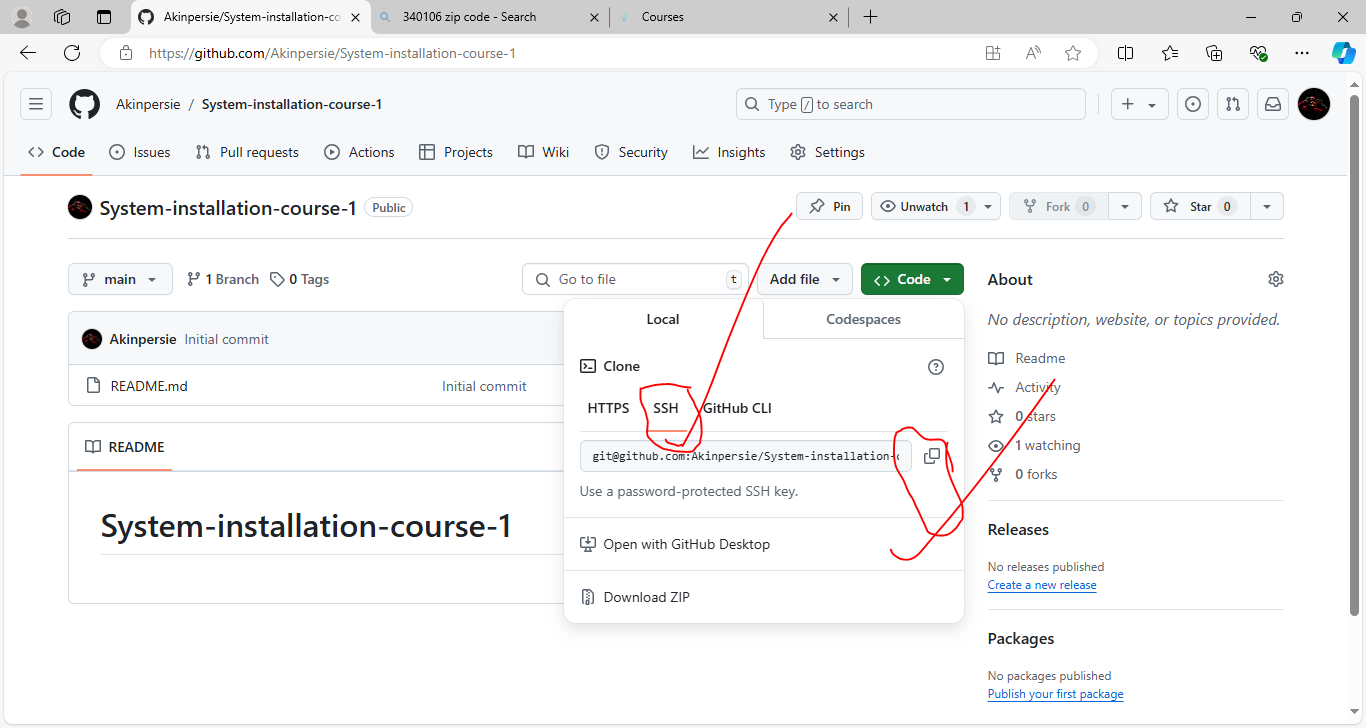 Akinpersie/System-installation-co
340106 zip code - Search
Courses
https://github.com/Akinpersie/System-installation-course-1
Akinpersie / System-installation-course-1
Type / to search
Code
Issues
Pull requests
Actions
Projects
Wiki
Security
Insights
Settings
System-installation-course-1 Public
Pin
Unwatch 1
Fork 0
Star 0
main
1 Branch
0 Tags
Go to file t
Add file
Code
Local
Codespaces
Clone
HTTPS
SSH
GitHub CLI
git@github.com:Akinpersie/System-installation-c
Use a password-protected SSH key.
Open with GitHub Desktop
Download ZIP
Akinpersie Initial commit
README.md Initial commit
README
System-installation-course-1
About
No description, website, or topics provided.
Readme
Activity
0 stars
1 watching
0 forks
Releases
No releases published
Create a new release
Packages
No packages published
Publish your first package